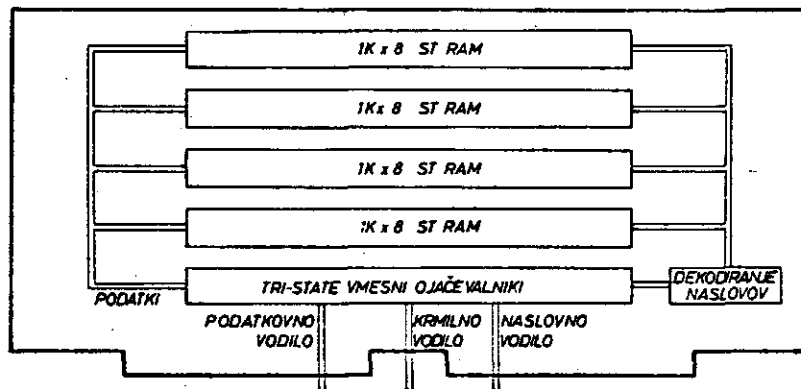 1K x 8 ST RAM
1K x 8 ST RAM
1K x 8 ST RAM
1K x 8 ST RAM
TRI-STATE VMESNI OJAČEVALNIKI
DEKODIRANJE
NASLOVOV
PODATKI
PODATKOVNO
VODILO
KRMILNO
VODILO
NASLOVNO
VODILO